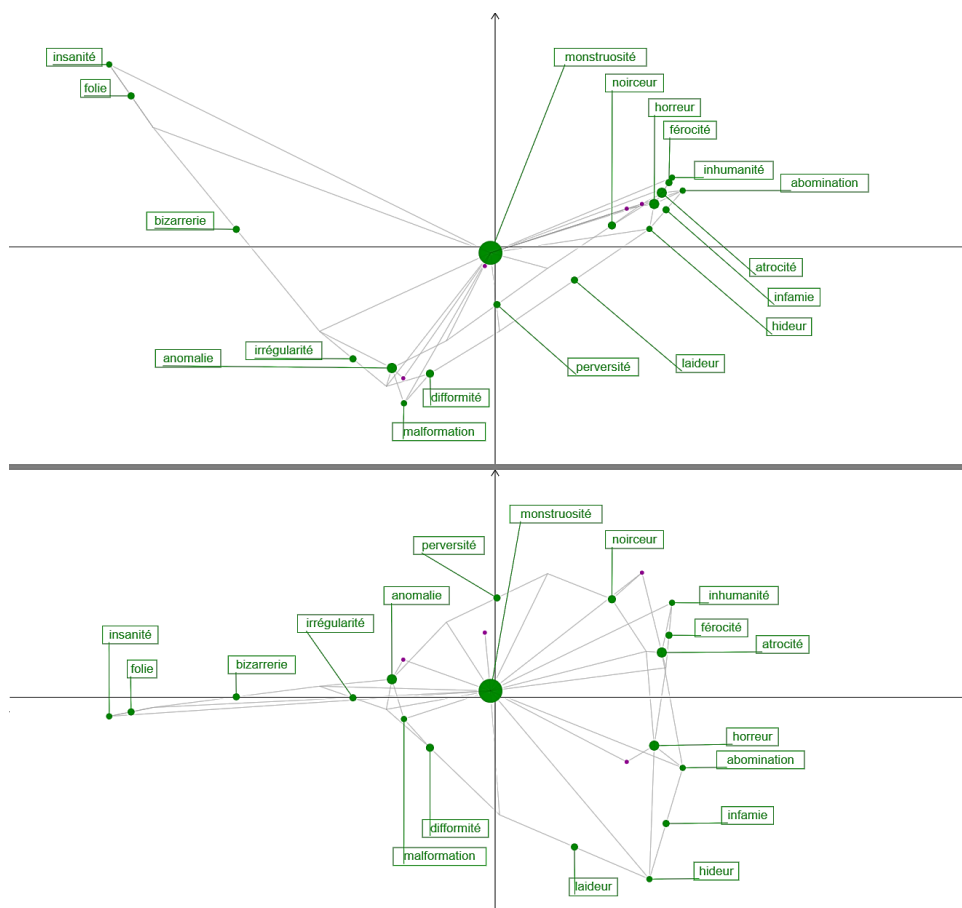 insanité
monstruosité
folie
noirceur
horreur
férocité
inhumanité
abomination
bizarrerie
atrocité
infamie
hideur
irrégularité
anomalie
perversité
laideur
difformité
malformation
monstruosité
perversité
noirceur
anomalie
inhumanité
irrégularité
férocité
insanité
atrocité
bizarrerie
folie
horreur
abomination
infamie
difformité
malformation
hideur
laideur